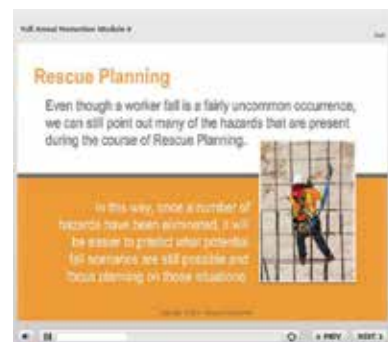 Rescue Planning
Even though a worker fall is a fairly uncommon occurrence,
we can still point out many of the hazards that are present
during the course of Rescue Planning.
In this way, once a number of
hazards have been eliminated, it will
be easier to predict what potential
fall scenarios are still possible and
focus planning on those situations.
< PREV
NEXT >